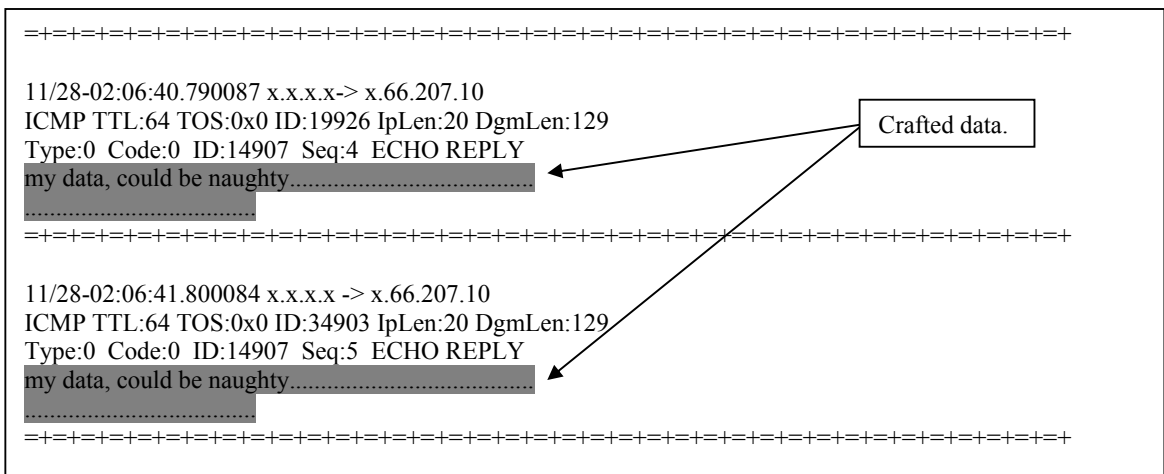 =+=+=+=+=+=+=+=+=+=+=+=+=+=+=+=+=+=+=+=+=+=+=+=+=+=+=+=+=+=+=+=+=+=+=+=+=+
11/28-02:06:40.790087 x.x.x.x-> x.66.207.10
ICMP TTL:64 TOS:0x0 ID:19926 IpLen:20 DgmLen:129
Type:0 Code:0 ID:14907 Seq:4 ECHO REPLY
my data, could be naughty........................................
.....................................
=+=+=+=+=+=+=+=+=+=+=+=+=+=+=+=+=+=+=+=+=+=+=+=+=+=+=+=+=+=+=+=+=+=+=+=+=+
Crafted data.
11/28-02:06:41.800084 x.x.x.x -> x.66.207.10
ICMP TTL:64 TOS:0x0 ID:34903 IpLen:20 DgmLen:129
Type:0 Code:0 ID:14907 Seq:5 ECHO REPLY
my data, could be naughty........................................
.....................................
=+=+=+=+=+=+=+=+=+=+=+=+=+=+=+=+=+=+=+=+=+=+=+=+=+=+=+=+=+=+=+=+=+=+=+=+=+